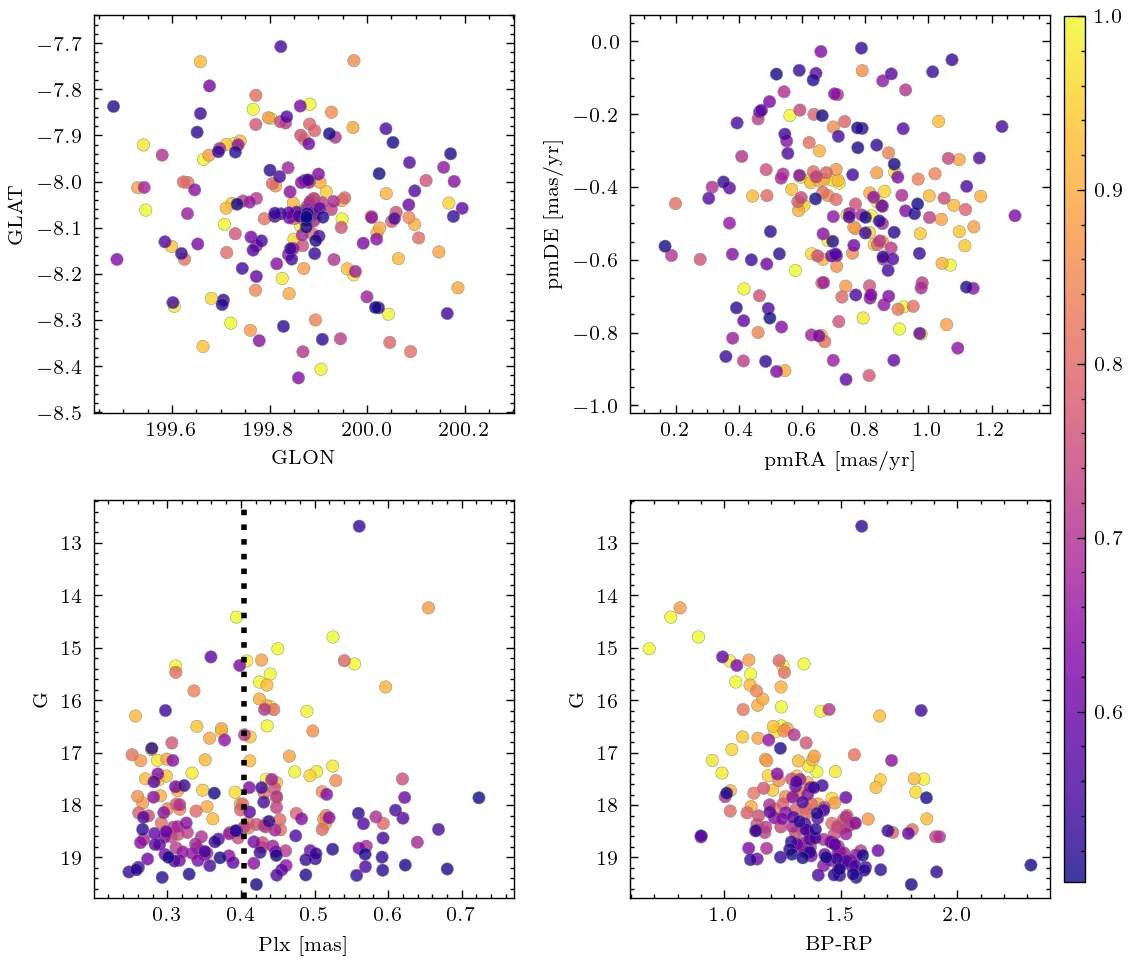 −7.7
−7.8
−7.9
−8.0
−8.1
−8.2
−8.3
−8.4
−8.5
GLAT
199.6 199.8 200.0 200.2
GLON
0.0
−0.2
−0.4
−0.6
−0.8
−1.0
pmDE [mas/yr]
0.2 0.4 0.6 0.8 1.0 1.2
pmRA [mas/yr]
1.0
0.9
0.8
0.7
0.6
13
14
15
16
17
18
19
G
0.3 0.4 0.5 0.6 0.7
Plx [mas]
13
14
15
16
17
18
19
G
1.0 1.5 2.0
BP-RP